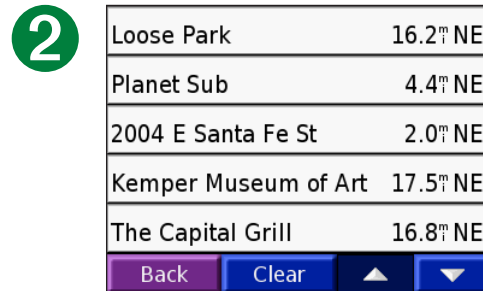 2
Loose Park 16.2mi NE
Planet Sub 4.4mi NE
2004 E Santa Fe St 2.0mi NE
Kemper Museum of Art 17.5mi NE
The Capital Grill 16.8mi NE
Back Clear